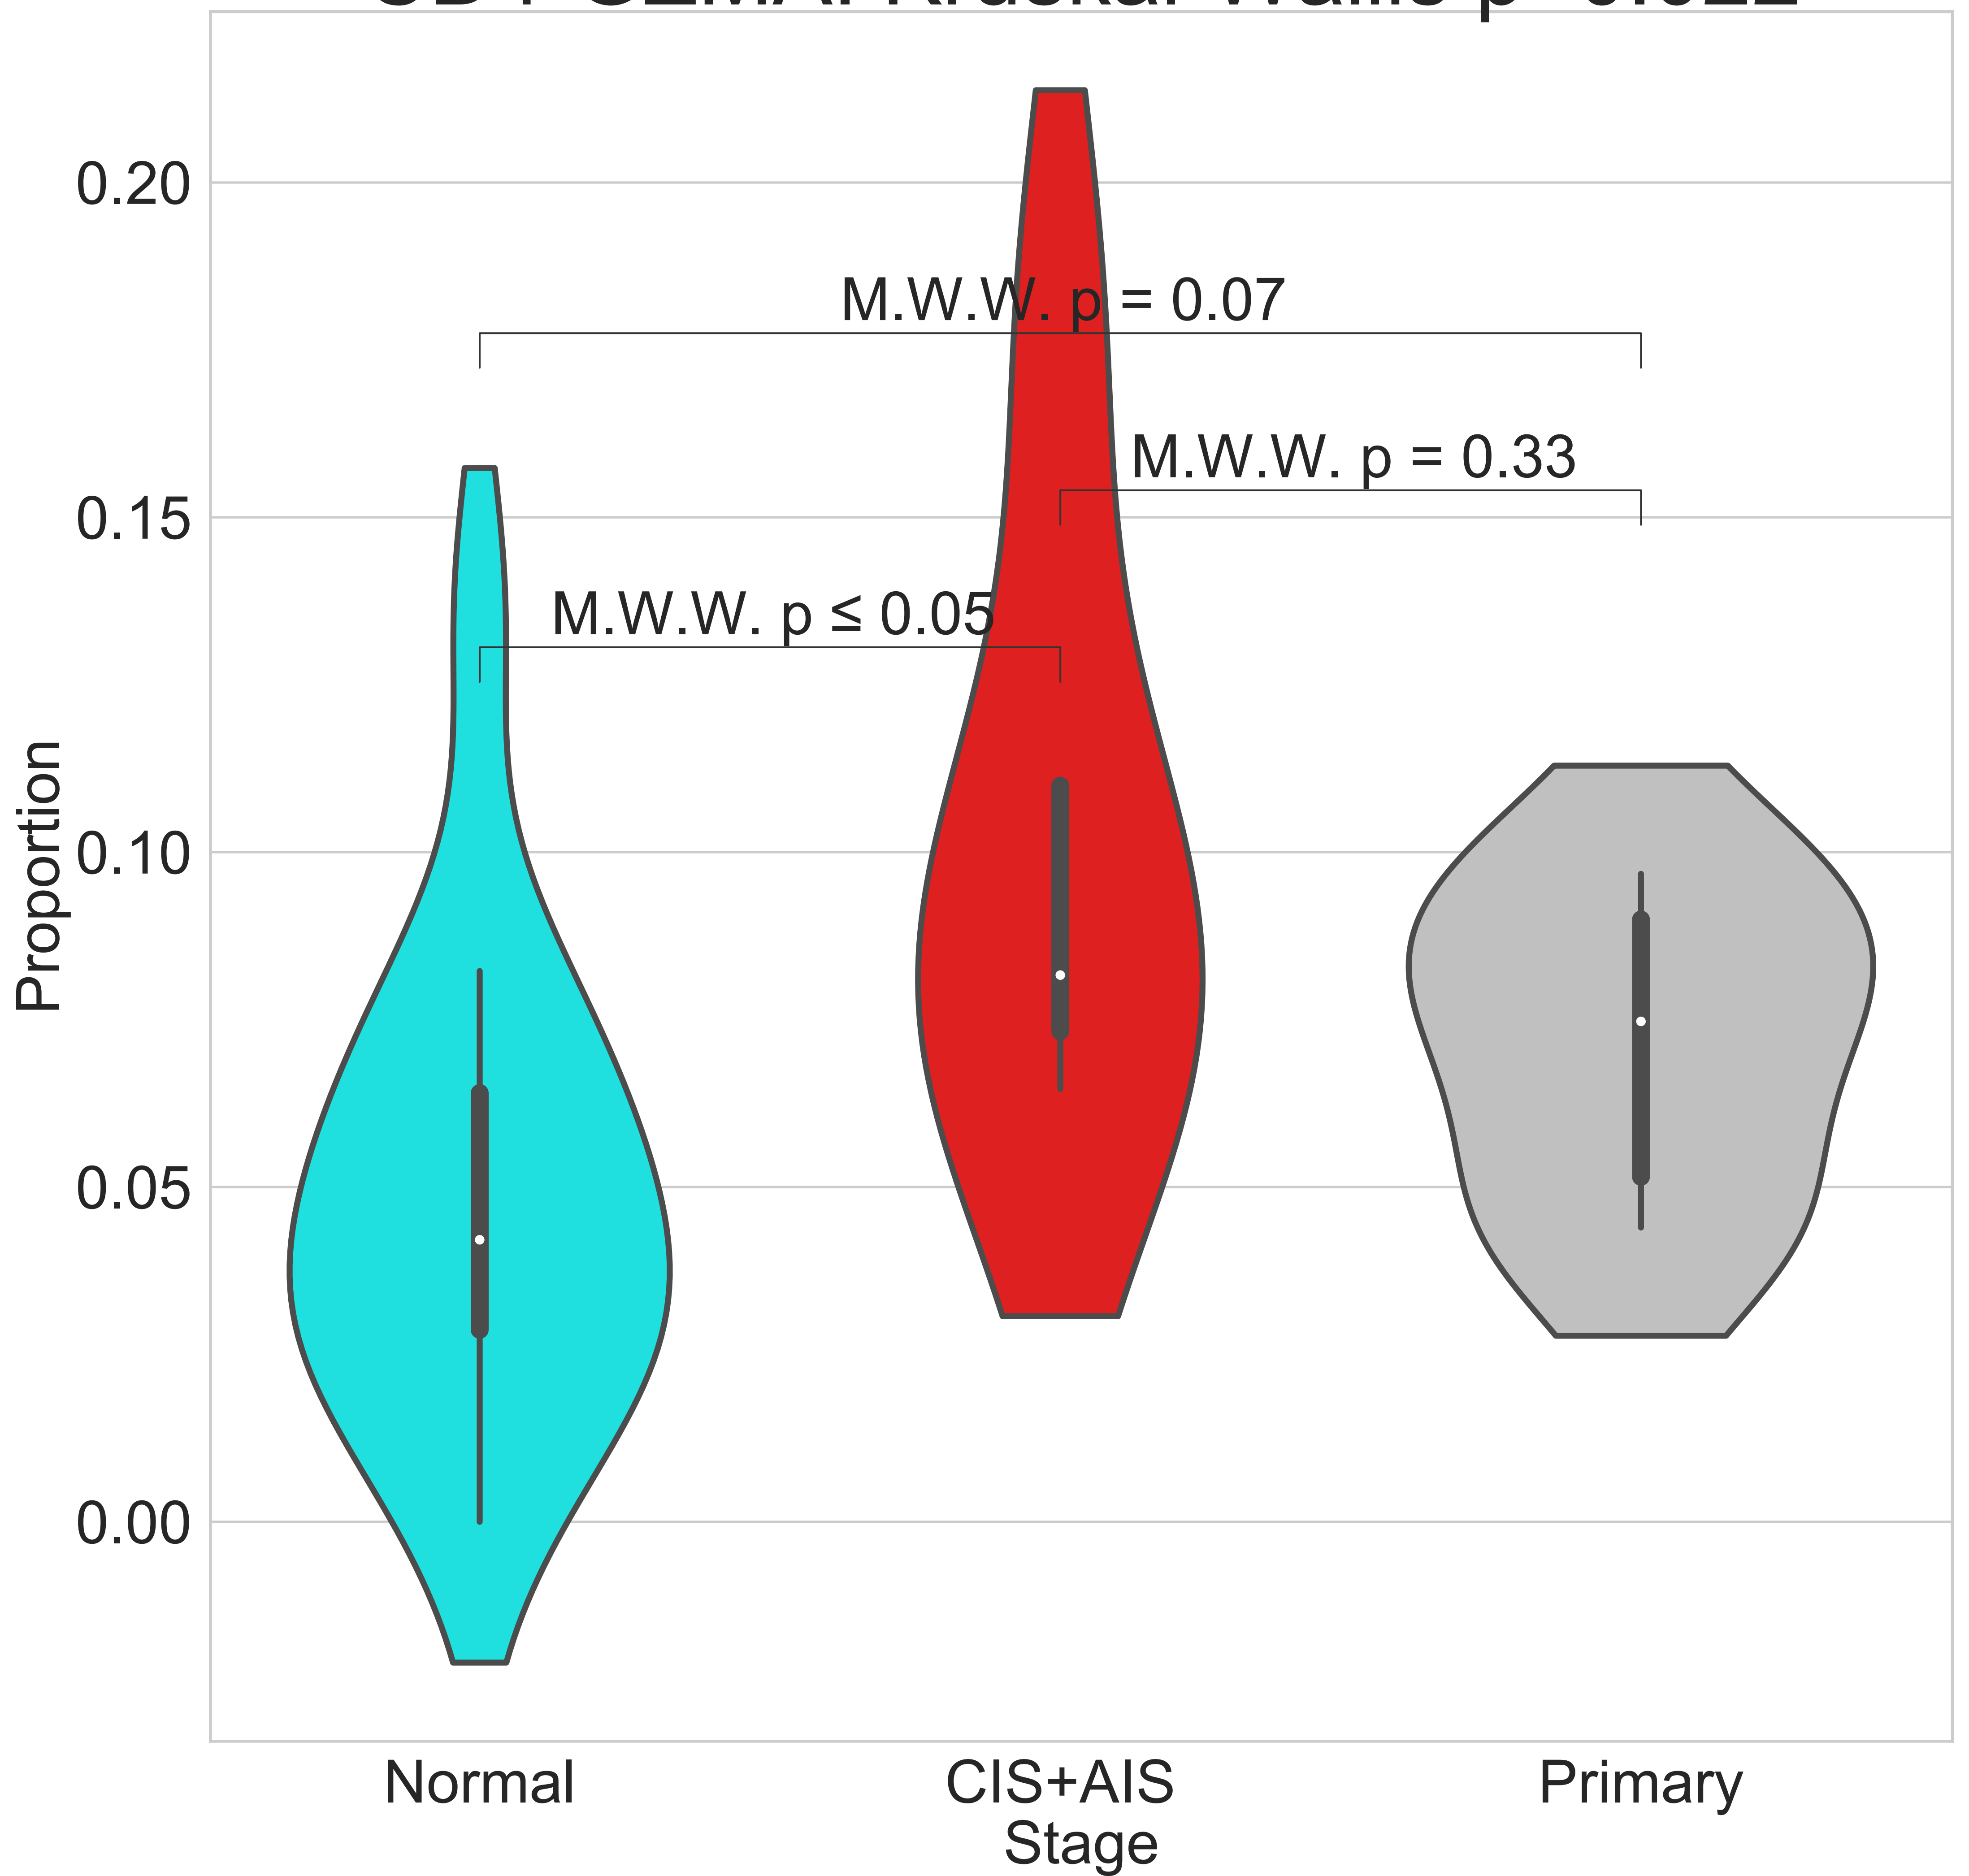 0.20
M.W.W. p = 0.07
M.W.W. p = 0.33
0.15
M.W.W. p ≤ 0.05
Proportion
0.10
0.05
0.00
Normal CIS+AIS Primary
Stage